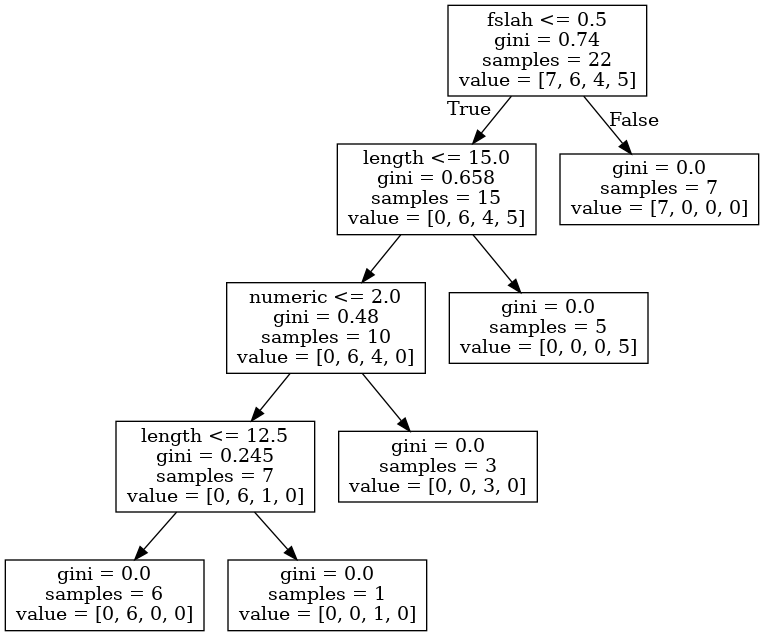 fslah <= 0.5
gini = 0.74
samples = 22
value = [7, 6, 4, 5]
True
False
length <= 15.0
gini = 0.658
samples = 15
value = [0, 6, 4, 5]
gini = 0.0
samples = 7
value = [7, 0, 0, 0]
numeric <= 2.0
gini = 0.48
samples = 10
value = [0, 6, 4, 0]
gini = 0.0
samples = 5
value = [0, 0, 0, 5]
length <= 12.5
gini = 0.245
samples = 7
value = [0, 6, 1, 0]
gini = 0.0
samples = 3
value = [0, 0, 3, 0]
gini = 0.0
samples = 6
value = [0, 6, 0, 0]
gini = 0.0
samples = 1
value = [0, 0, 1, 0]